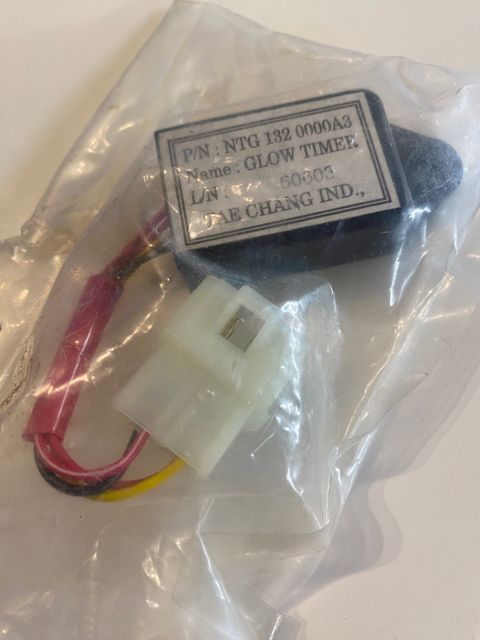 P/N : NTG 132 0000A3
Name : GLOW TIMER
L/N : 60603
TAE CHANG IND.,